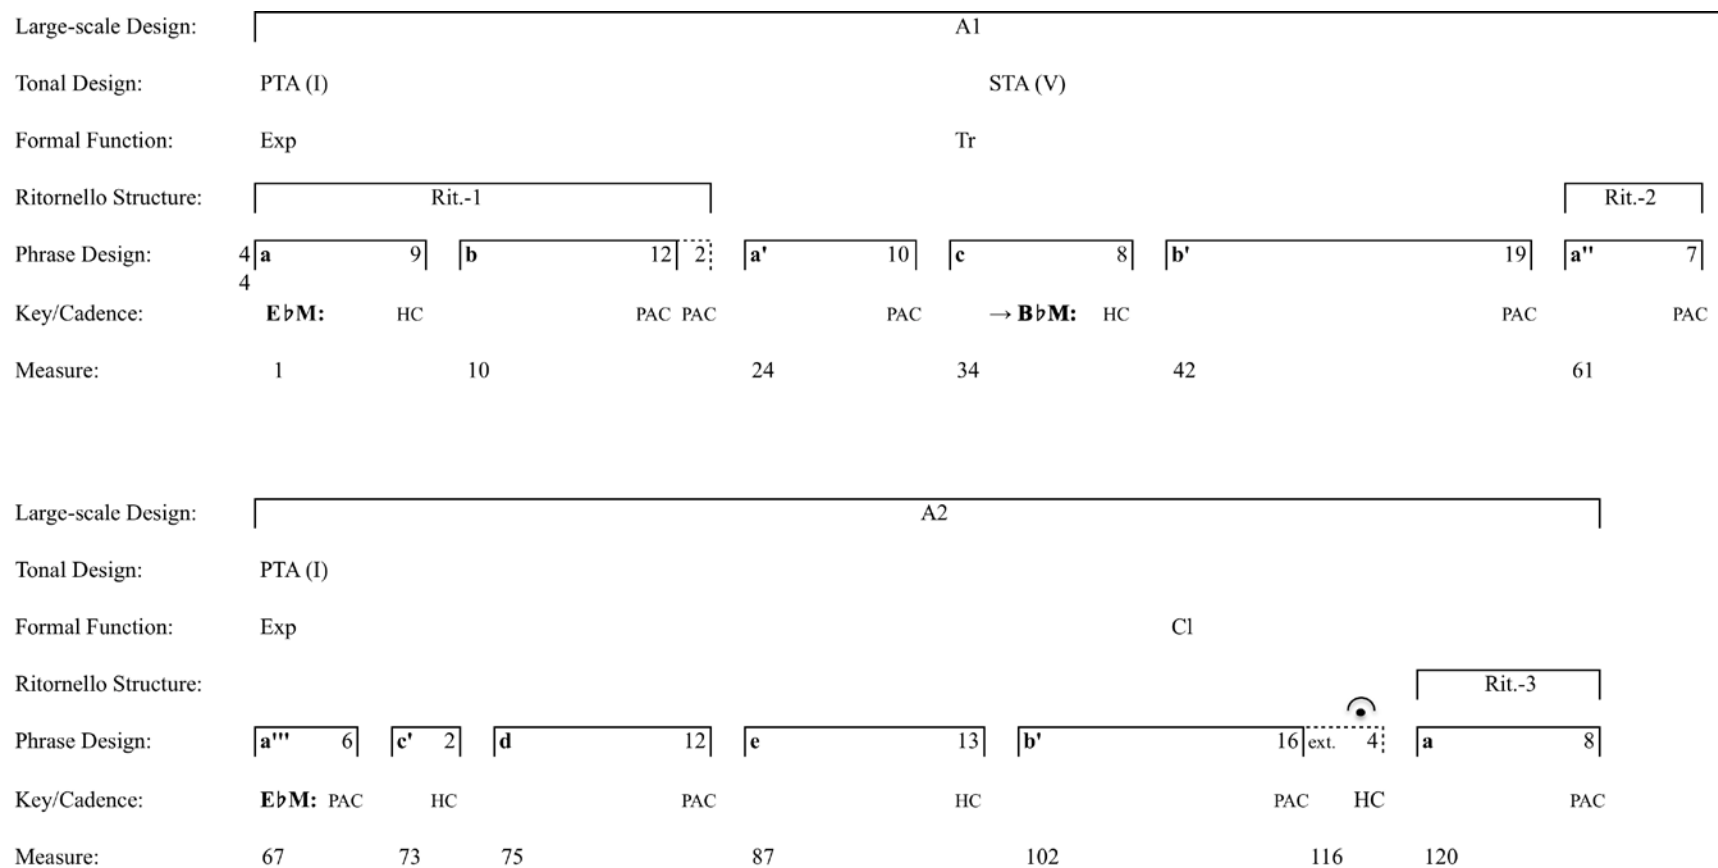 Large-scale Design: A1
Tonal Design: PTA (I) STA (V)
Formal Function: Exp Tr
Ritornello Structure: Rit.-1 Rit.-2
Phrase Design: 4 a 9 b 12 2 a' 10 c 8 b' 19 a'' 7
4
Key/Cadence: E♭M: HC PAC PAC PAC → B♭M: HC PAC PAC
Measure: 1 10 24 34 42 61
Large-scale Design: A2
Tonal Design: PTA (I)
Formal Function: Exp Cl
Ritornello Structure: Rit.-3
Phrase Design: a''' 6 c' 2 d 12 e 13 b' 16 ext. 4 a 8
Key/Cadence: E♭M: PAC HC PAC HC PAC HC PAC
Measure: 67 73 75 87 102 116 120